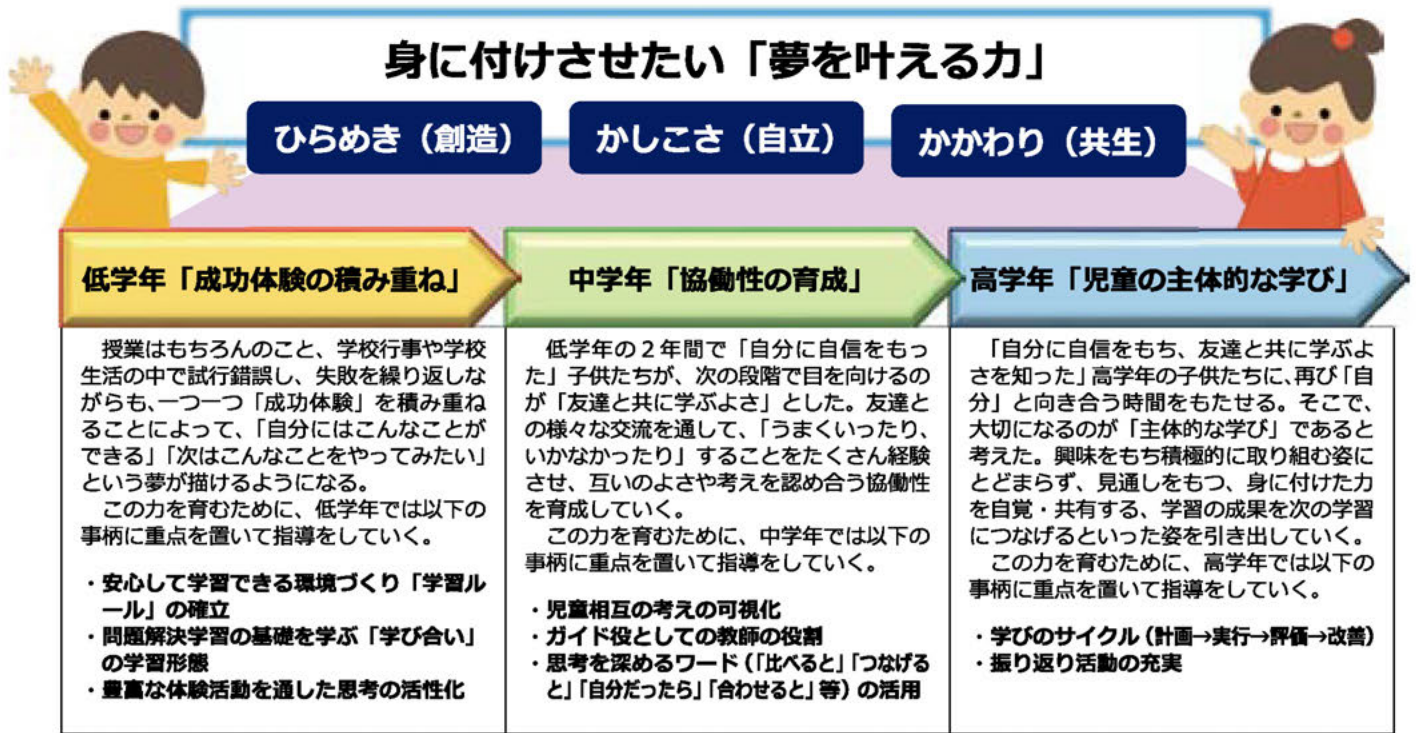 身に付けさせたい「夢を叶える力」
ひらめき（創造）
かしこさ（自立）
かかわり（共生）
低学年「成功体験の積み重ね」
授業はもちろんのこと、学校行事や学校
生活の中で試行錯誤し、失敗を繰り返しな
がらも、一つ一つ「成功体験」を積み重ね
ることによって、「自分にはこんなことが
できる」「次はこんなことをやってみたい」
という夢が描けるようになる。
この力を育むために、低学年では以下の
事柄に重点を置いて指導をしていく。
・安心して学習できる環境づくり「学習ル
ール」の確立
・問題解決学習の基礎を学ぶ「学び合い」
の学習形態
・豊富な体験活動を通した思考の活性化
中学年「協働性の育成」
低学年の２年間で「自分に自信をもっ
た」子供たちが、次の段階で目を向けるの
が「友達と共に学ぶよさ」とした。友達と
の様々な交流を通して、「うまくいったり、
いかなかったり」することをたくさん経験
させ、互いのよさや考えを認め合う協働性
を育成していく。
この力を育むために、中学年では以下の
事柄に重点を置いて指導をしていく。
・児童相互の考えの可視化
・ガイド役としての教師の役割
・思考を深めるワード（「比べると」「つなげる
と」「自分だったら」「合わせると」等）の活用
高学年「児童の主体的な学び」
「自分に自信をもち、友達と共に学ぶよ
さを知った」高学年の子供たちに、再び「自
分」と向き合う時間をもたせる。そこで、
大切になるのが「主体的な学び」であると
考えた。興味をもち積極的に取り組む姿に
とどまらず、見通しをもつ、身に付けた力
を自覚・共有する、学習の成果を次の学習
につなげるといった姿を引き出していく。
この力を育むために、高学年では以下の
事柄に重点を置いて指導をしていく。
・学びのサイクル（計画→実行→評価→改善）
・振り返り活動の充実